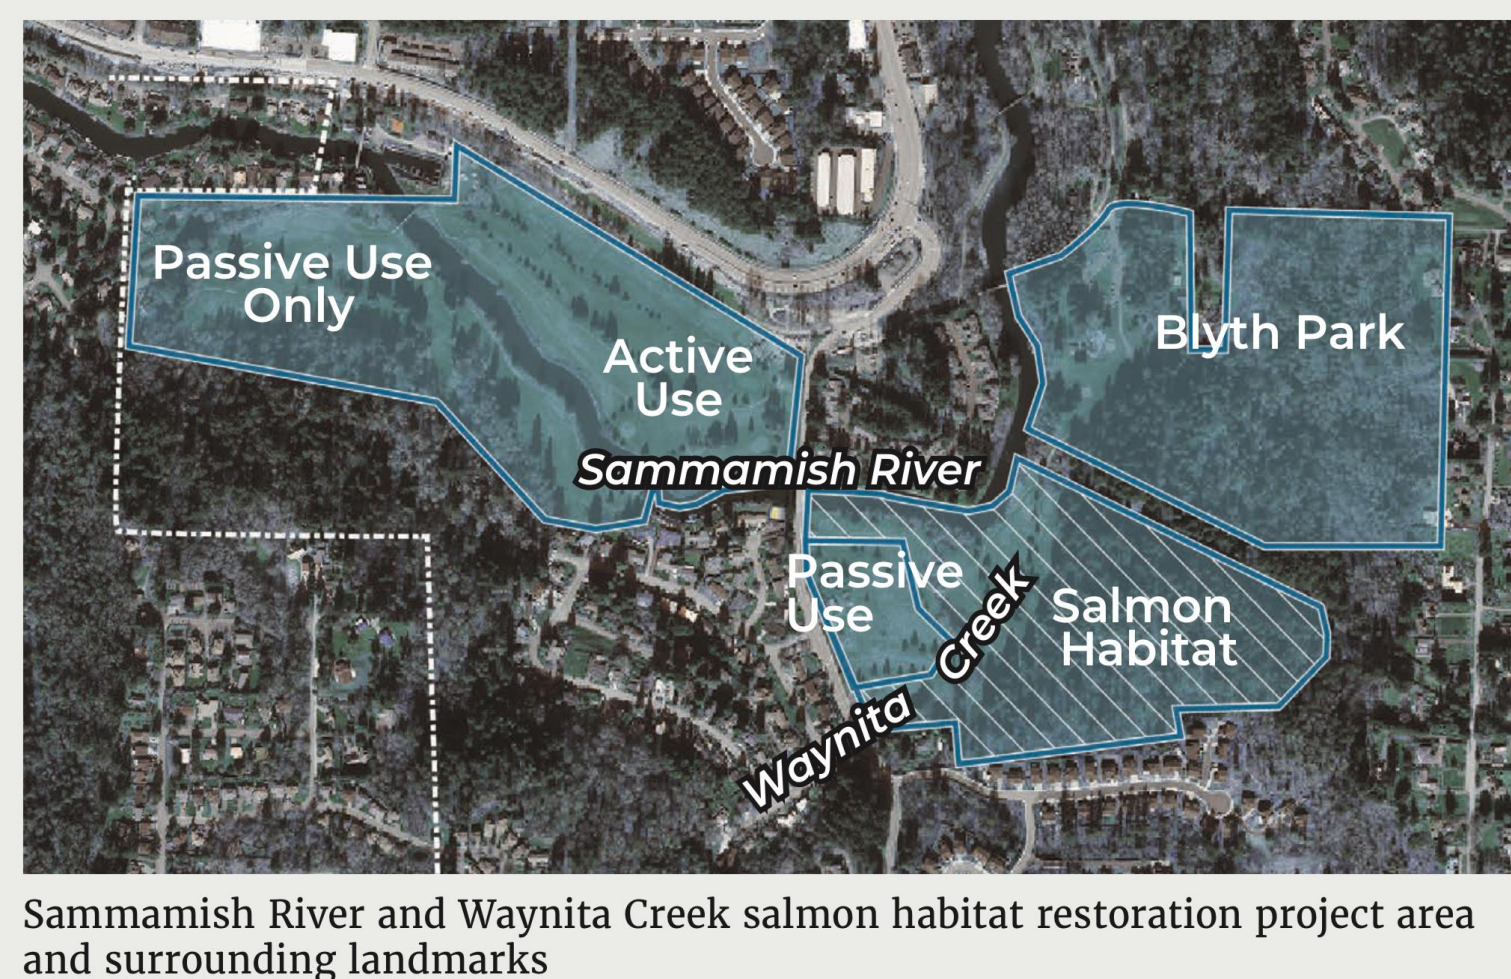 Passive Use
Only
Active
Use
Blyth Park
Sammamish River
Passive
Use
Salmon
Habitat
Waynita Creek
Sammamish River and Waynita Creek salmon habitat restoration project area
and surrounding landmarks